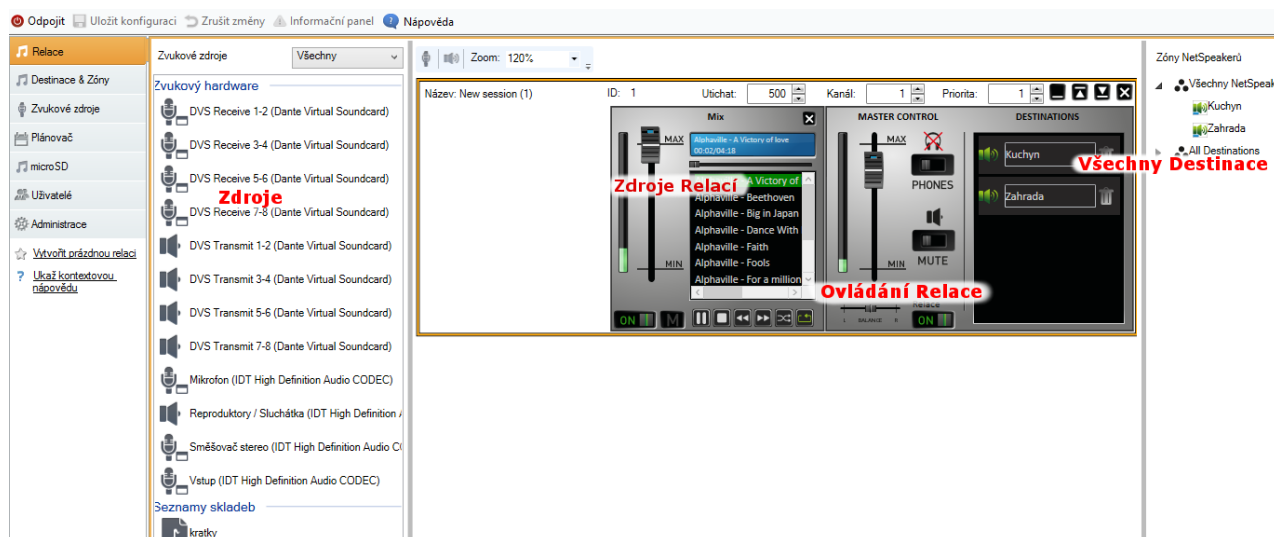 Odpojit Uložit konfiguraci Zrušit změny Informační panel Nápověda
Relace
Destinace & Zóny
Zvukové zdroje
Plánovač
microSD
Uživatelé
Administrace
Vytvořit prázdnou relaci
? Ukaž kontextovou
nápovědu
Zvukové zdroje Všechny
Zvukový hardware
DVS Receive 1-2 (Dante Virtual Soundcard)
DVS Receive 3-4 (Dante Virtual Soundcard)
DVS Receive 5-6 (Dante Virtual Soundcard)
Zdroje
DVS Receive 7-8 (Dante Virtual Soundcard)
DVS Transmit 1-2 (Dante Virtual Soundcard)
DVS Transmit 3-4 (Dante Virtual Soundcard)
DVS Transmit 5-6 (Dante Virtual Soundcard)
DVS Transmit 7-8 (Dante Virtual Soundcard)
Mikrofon (IDT High Definition Audio CODEC)
Reproduktory / Sluchátka (IDT High Definition A
Směšovač stereo (IDT High Definition Audio CO
Vstup (IDT High Definition Audio CODEC)
Seznamy skladeb
kratky
Zoom: 120%
Název: New session (1) ID: 1 Utichat: 500 Kanál: 1 Priorita: 1
Mix
MAX
Alphaville - A Victory of love
00:02/04:18
Zdroje Relací
A Victory of
Alphaville - Beethoven
Alphaville - Big in Japan
Alphaville - Dance With
Alphaville - Faith
Alphaville - Fools
Alphaville - For a million
MIN
ON M
MASTER CONTROL
MAX
PHONES
MUTE
MIN
Ovládání Relace
Relace
L BALANCE R ON
DESTINATIONS
Kuchyn
Zahrada
Zóny NetSpeakerů
Všechny NetSpeak
Kuchyn
Zahrada
All Destinations
Všechny Destinace